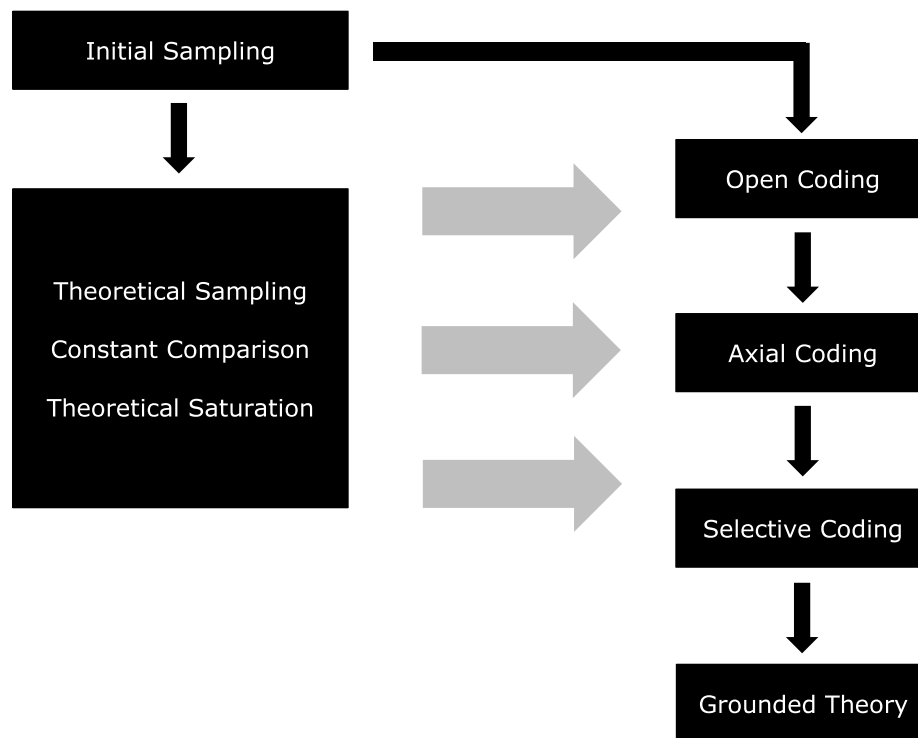 Initial Sampling
Open Coding
Theoretical Sampling
Constant Comparison
Theoretical Saturation
Axial Coding
Selective Coding
Grounded Theory